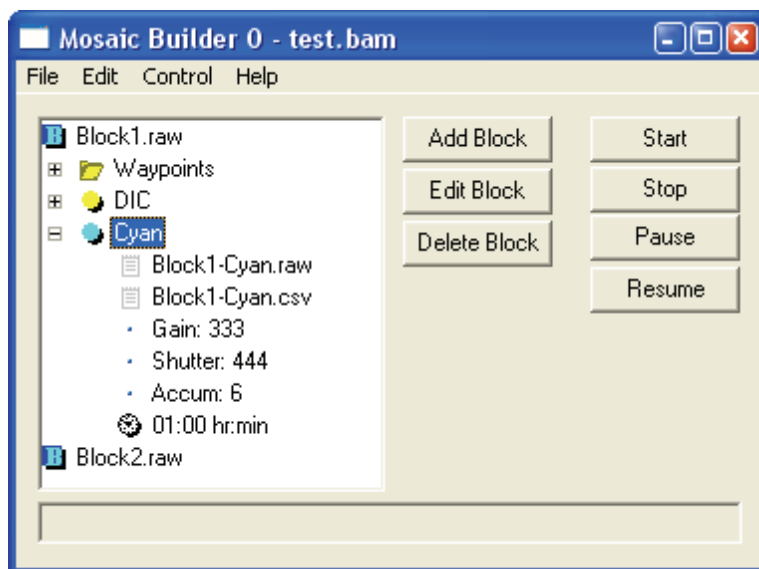 Mosaic Builder 0 - test.bam
File Edit Control Help
Block1.raw
Waypoints
DIC
Cyan
Block1-Cyan.raw
Block1-Cyan.csv
Gain: 333
Shutter: 444
Accum: 6
01:00 hr:min
Block2.raw
Add Block
Edit Block
Delete Block
Start
Stop
Pause
Resume